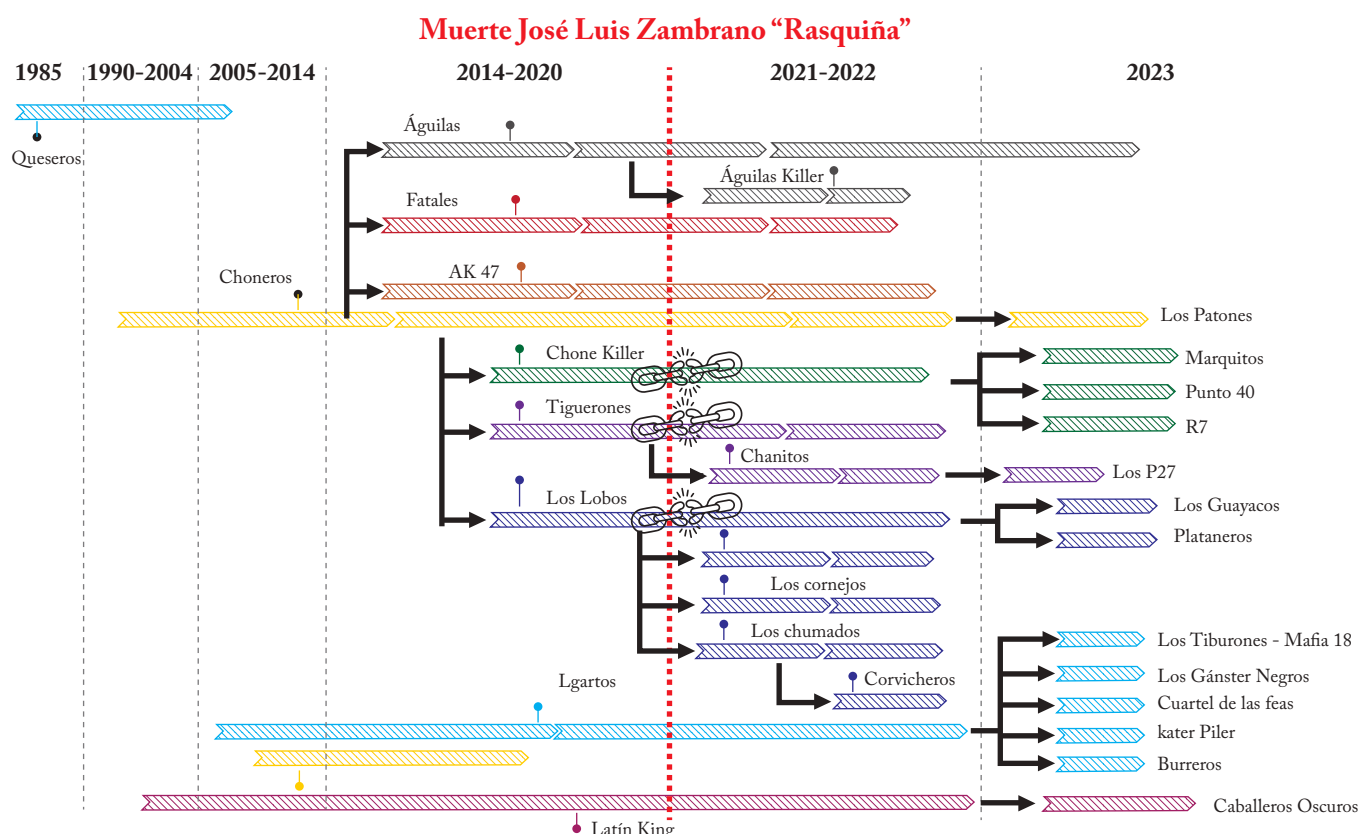 Muerte José Luis Zambrano “Rasquiña”
1985 1990-2004 2005-2014 2014-2020 2021-2022 2023
Queseros
Águilas
Águilas Killer
Fatales
Choneros
AK 47
Los Patones
Chone Killer
Marquitos
Punto 40
Tiguerones
R7
Chanitos
Los P27
Los Lobos
Los Guayacos
Plataneros
Los cornejos
Los chumados
Los Tiburones - Mafia 18
Corvicheros
Los Gánster Negros
Lgartos
Cuartel de las feas
kater Piler
Burreros
Caballeros Oscuros
Latín King